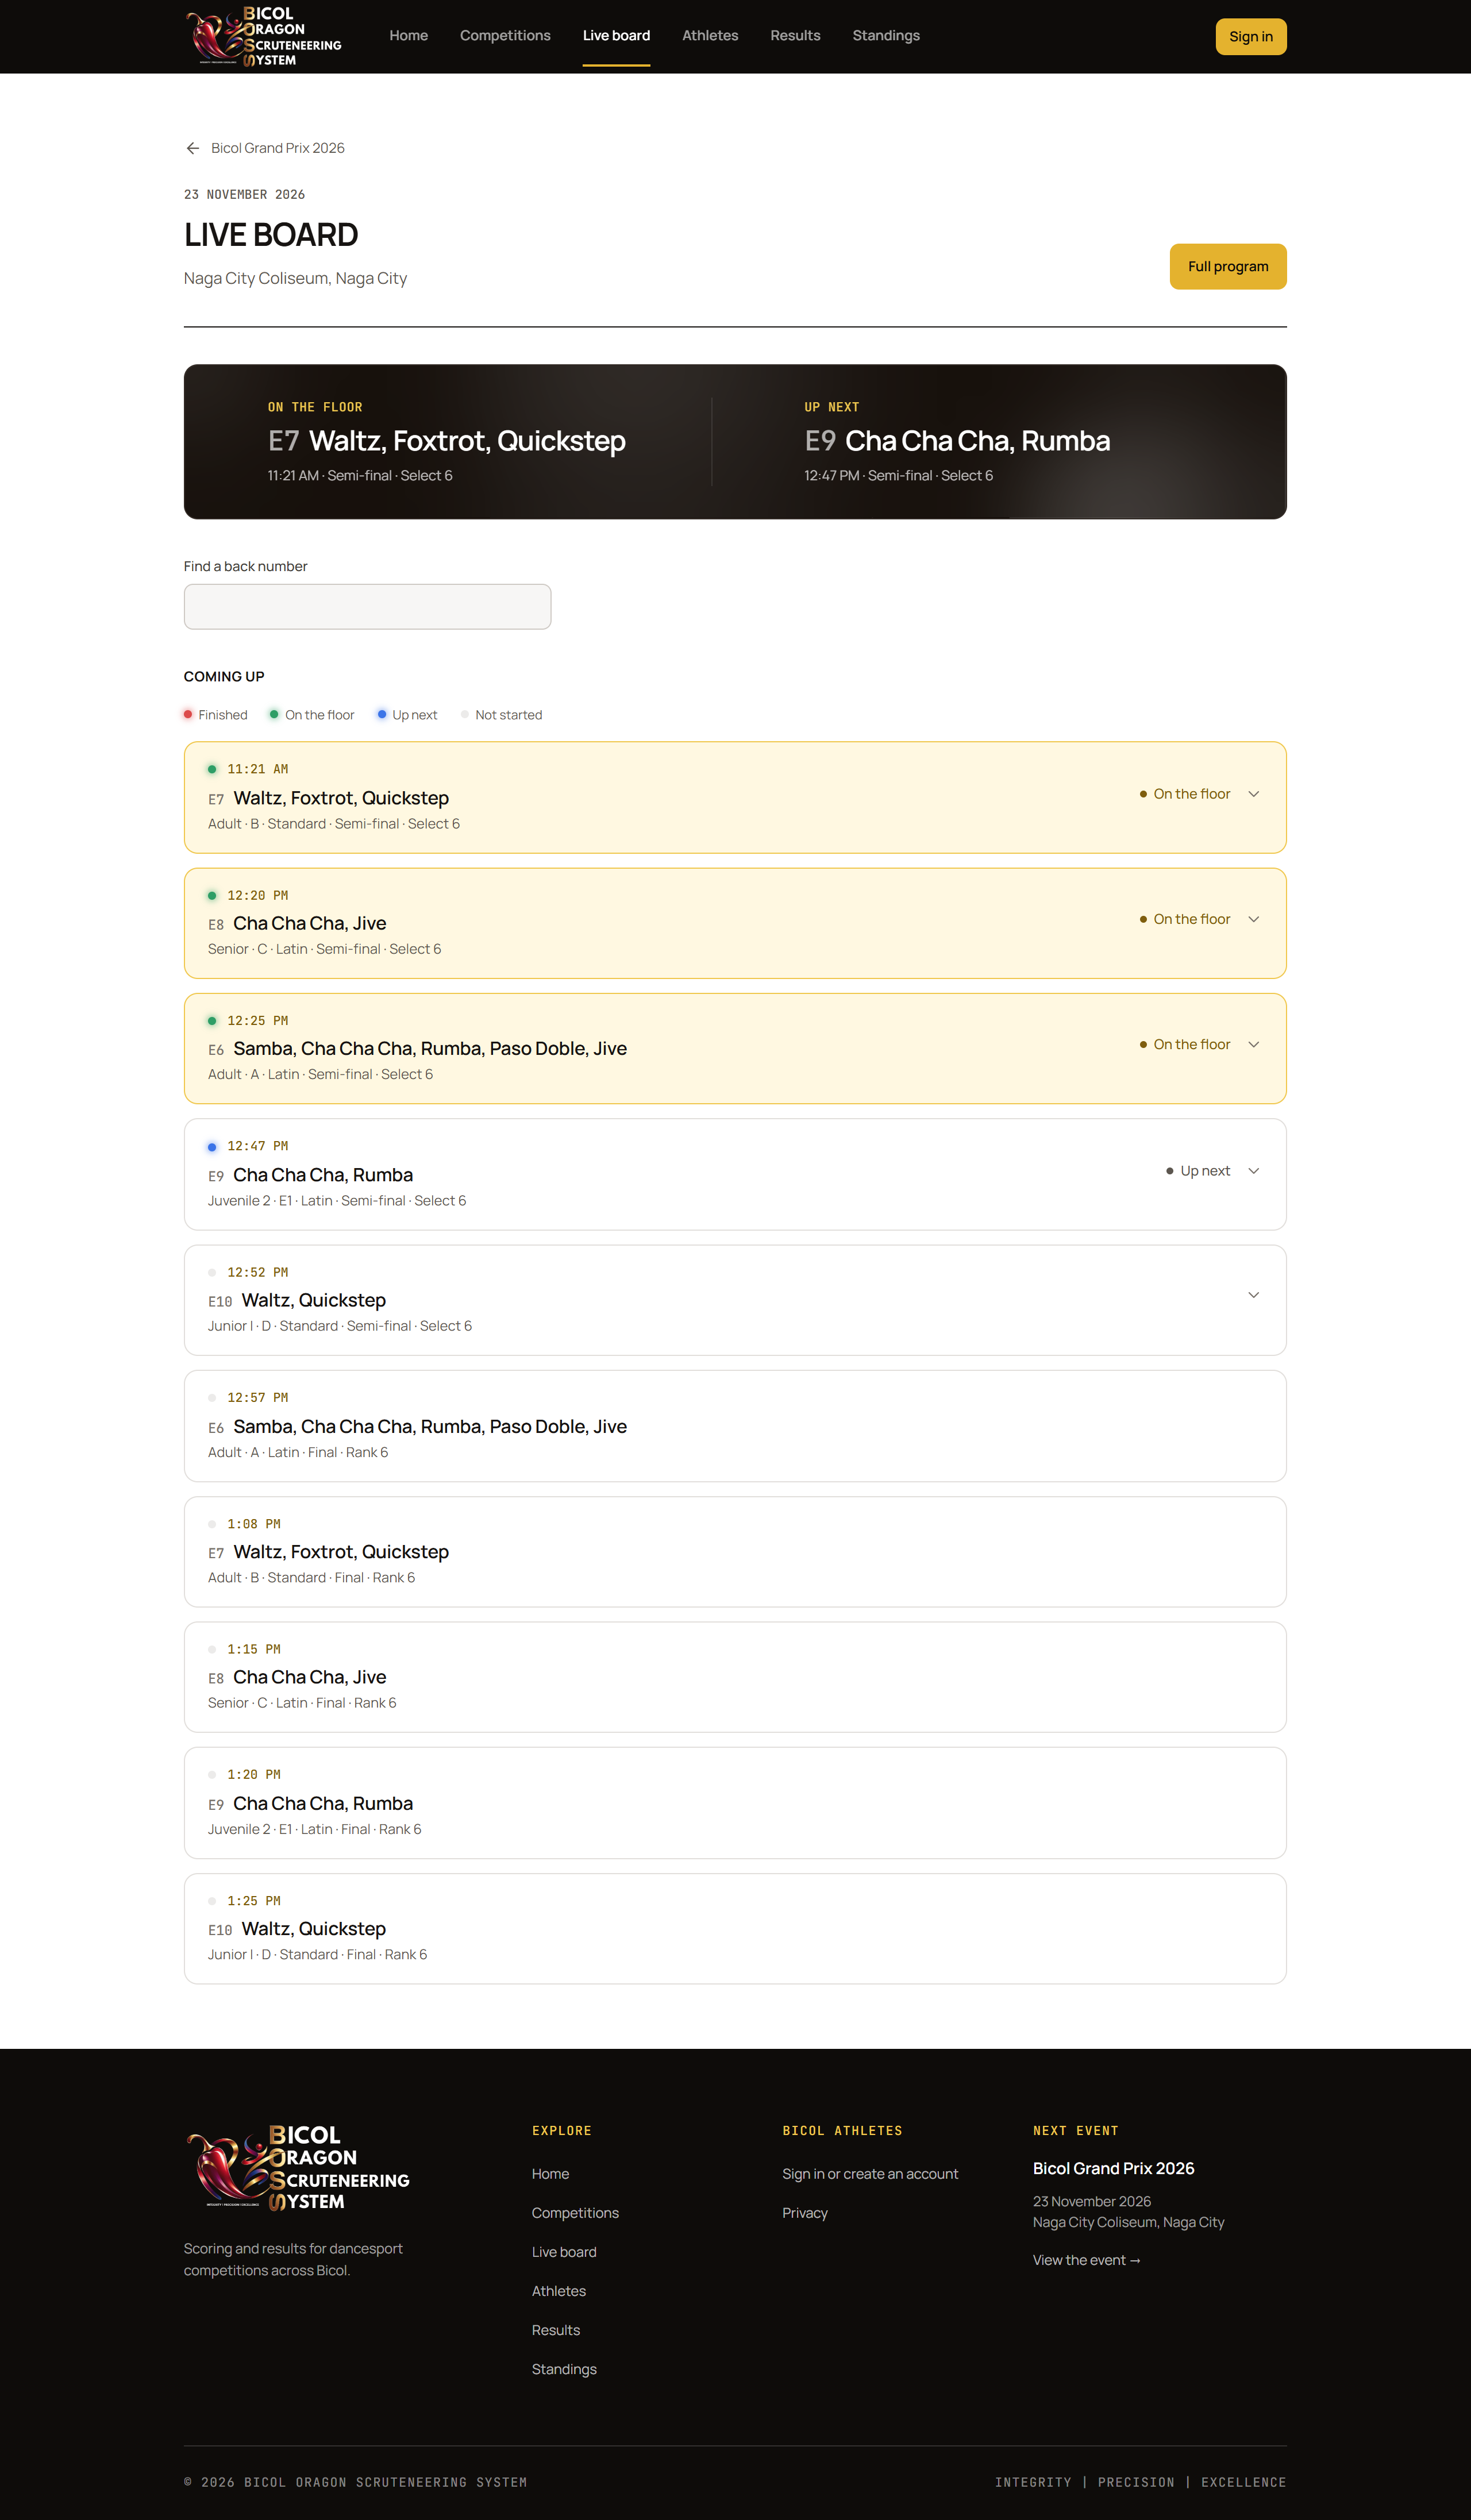 BICOL
ORAGON
SCRUTENEERING
SYSTEM
Home
Competitions
Live board
Athletes
Results
Standings
Sign in
← Bicol Grand Prix 2026
23 NOVEMBER 2026
LIVE BOARD
Naga City Coliseum, Naga City
Full program
ON THE FLOOR
E7 Waltz, Foxtrot, Quickstep
11:21 AM · Semi-final · Select 6
UP NEXT
E9 Cha Cha Cha, Rumba
12:47 PM · Semi-final · Select 6
Find a back number
COMING UP
Finished
On the floor
Up next
Not started
11:21 AM
E7 Waltz, Foxtrot, Quickstep
Adult · B · Standard · Semi-final · Select 6
On the floor
12:20 PM
E8 Cha Cha Cha, Jive
Senior · C · Latin · Semi-final · Select 6
On the floor
12:25 PM
E6 Samba, Cha Cha Cha, Rumba, Paso Doble, Jive
Adult · A · Latin · Semi-final · Select 6
On the floor
12:47 PM
E9 Cha Cha Cha, Rumba
Juvenile 2 · E1 · Latin · Semi-final · Select 6
Up next
12:52 PM
E10 Waltz, Quickstep
Junior I · D · Standard · Semi-final · Select 6
12:57 PM
E6 Samba, Cha Cha Cha, Rumba, Paso Doble, Jive
Adult · A · Latin · Final · Rank 6
1:08 PM
E7 Waltz, Foxtrot, Quickstep
Adult · B · Standard · Final · Rank 6
1:15 PM
E8 Cha Cha Cha, Jive
Senior · C · Latin · Final · Rank 6
1:20 PM
E9 Cha Cha Cha, Rumba
Juvenile 2 · E1 · Latin · Final · Rank 6
1:25 PM
E10 Waltz, Quickstep
Junior I · D · Standard · Final · Rank 6
BICOL
ORAGON
SCRUTENEERING
SYSTEM
Scoring and results for dancesport
competitions across Bicol.
EXPLORE
Home
Competitions
Live board
Athletes
Results
Standings
BICOL ATHLETES
Sign in or create an account
Privacy
NEXT EVENT
Bicol Grand Prix 2026
23 November 2026
Naga City Coliseum, Naga City
View the event →
© 2026 BICOL ORAGON SCRUTENEERING SYSTEM
INTEGRITY | PRECISION | EXCELLENCE